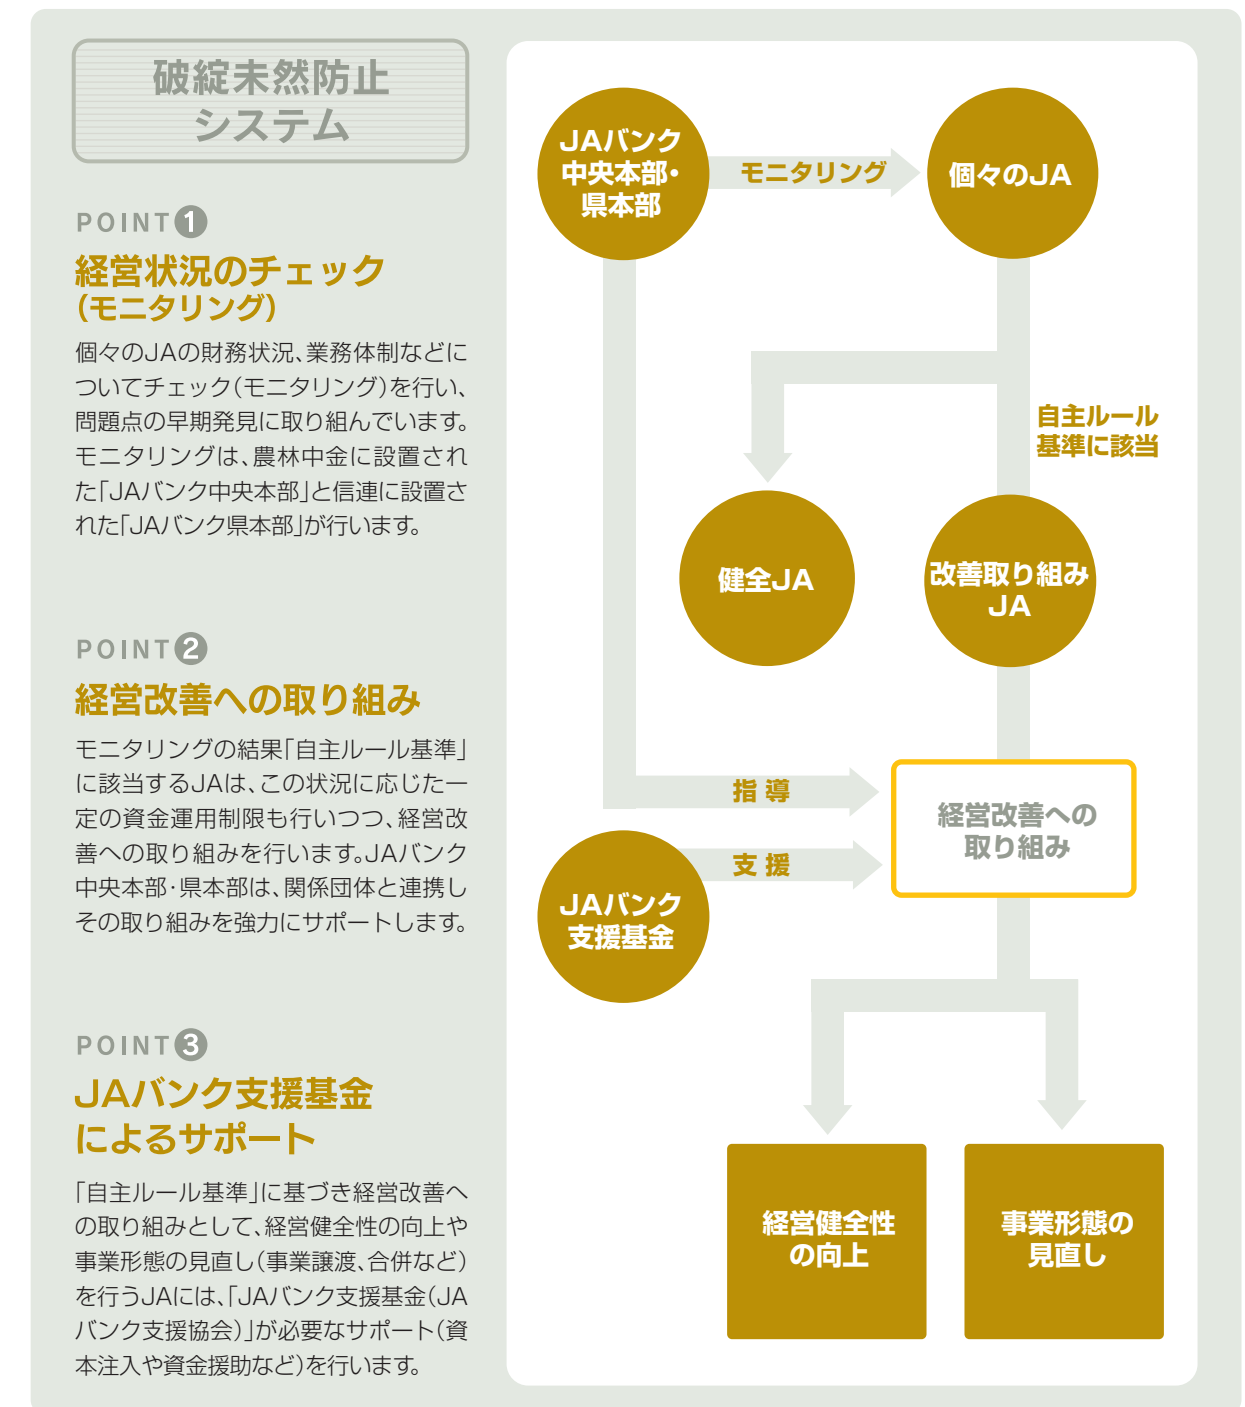 破綻未然防止
システム
POINT❶
経営状況のチェック
(モニタリング)
個々のJAの財務状況、業務体制などに
ついてチェック(モニタリング)を行い、
問題点の早期発見に取り組んでいます。
モニタリングは、農林中金に設置され
た「JAバンク中央本部」と信連に設置さ
れた「JAバンク県本部」が行います。
POINT❷
経営改善への取り組み
モニタリングの結果「自主ルール基準」
に該当するJAは、この状況に応じた一
定の資金運用制限も行いつつ、経営改
善への取り組みを行います。JAバンク
中央本部・県本部は、関係団体と連携し
その取り組みを強力にサポートします。
POINT❸
JAバンク支援基金
によるサポート
「自主ルール基準」に基づき経営改善へ
の取り組みとして、経営健全性の向上や
事業形態の見直し(事業譲渡、合併など)
を行うJAには、「JAバンク支援基金(JA
バンク支援協会)」が必要なサポート(資
本注入や資金援助など)を行います。
JAバンク
中央本部・
県本部
モニタリング
個々のJA
自主ルール
基準に該当
健全JA
改善取り組み
JA
指 導
経営改善への
取り組み
支 援
JAバンク
支援基金
経営健全性
の向上
事業形態の
見直し